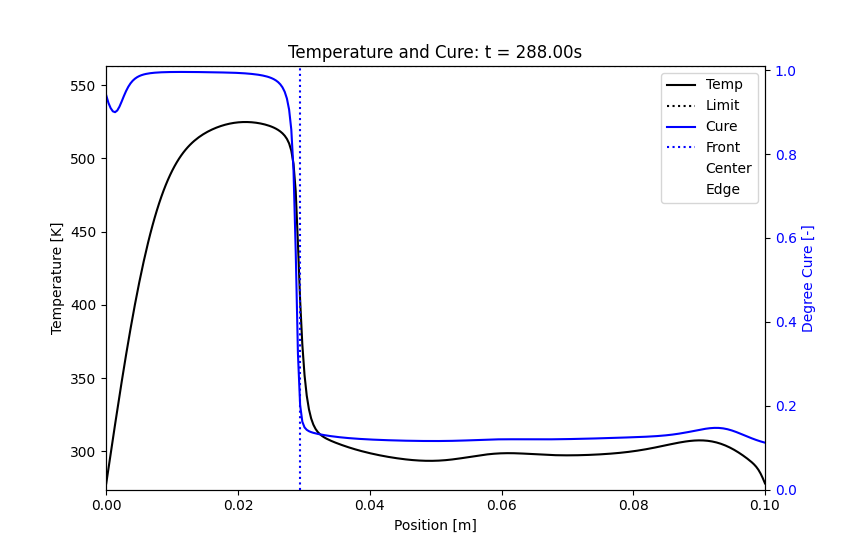 Temperature and Cure: t = 288.00s
Temperature [K]
550
500
450
400
350
300
Temp
Limit
Cure
Front
Center
Edge
1.0
0.8
0.6
0.4
0.2
0.0
Degree Cure [-]
0.00 0.02 0.04 0.06 0.08 0.10
Position [m]